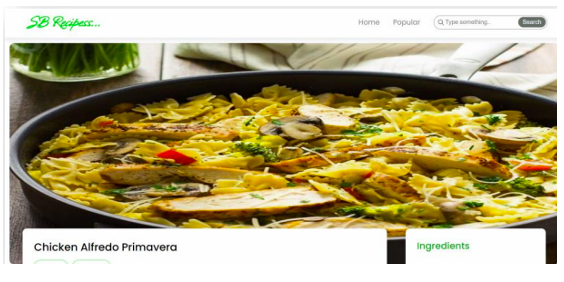 SB Recipess...
Home Popular Type something.. Search
Chicken Alfredo Primavera
Ingredients